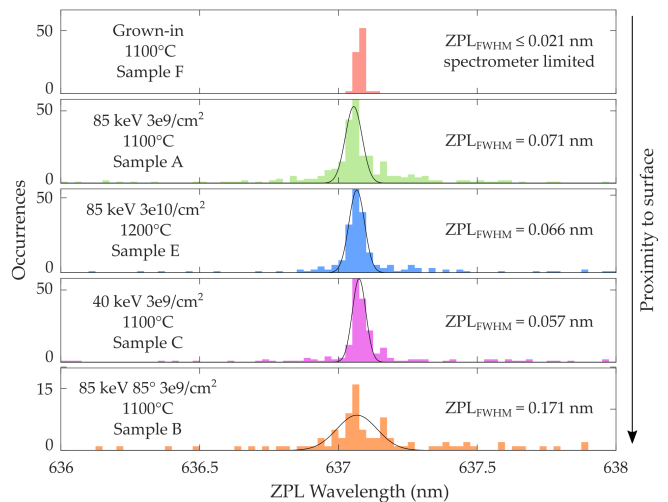 50
0
Grown-in
1100°C
Sample F
ZPL_FWHM ≤ 0.021 nm
spectrometer limited
50
0
85 keV 3e9/cm²
1100°C
Sample A
ZPL_FWHM = 0.071 nm
50
0
85 keV 3e10/cm²
1200°C
Sample E
ZPL_FWHM = 0.066 nm
50
0
40 keV 3e9/cm²
1100°C
Sample C
ZPL_FWHM = 0.057 nm
15
0
85 keV 85° 3e9/cm²
1100°C
Sample B
ZPL_FWHM = 0.171 nm
636 636.5 637 637.5 638
ZPL Wavelength (nm)
Occurrences
Proximity to surface